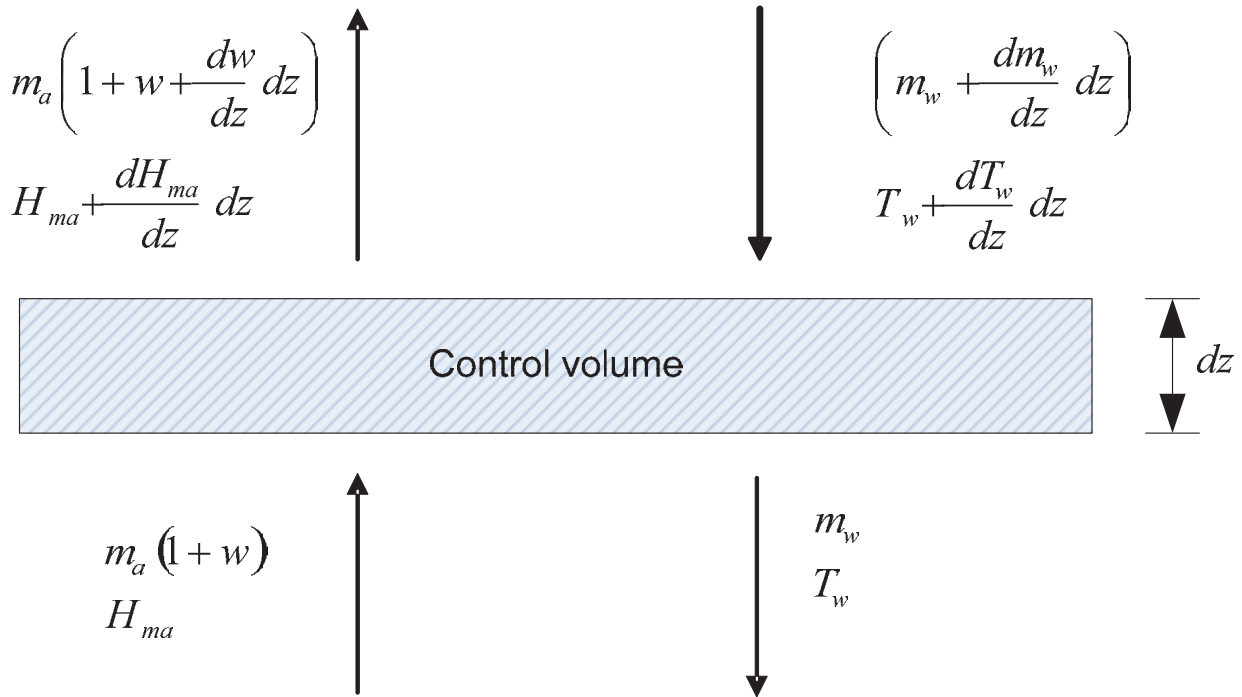 m_a ( 1 + w + dw/dz dz )
H_ma + dH_ma/dz dz
( m_w + dm_w/dz dz )
T_w + dT_w/dz dz
Control volume
dz
m_a (1 + w)
H_ma
m_w
T_w